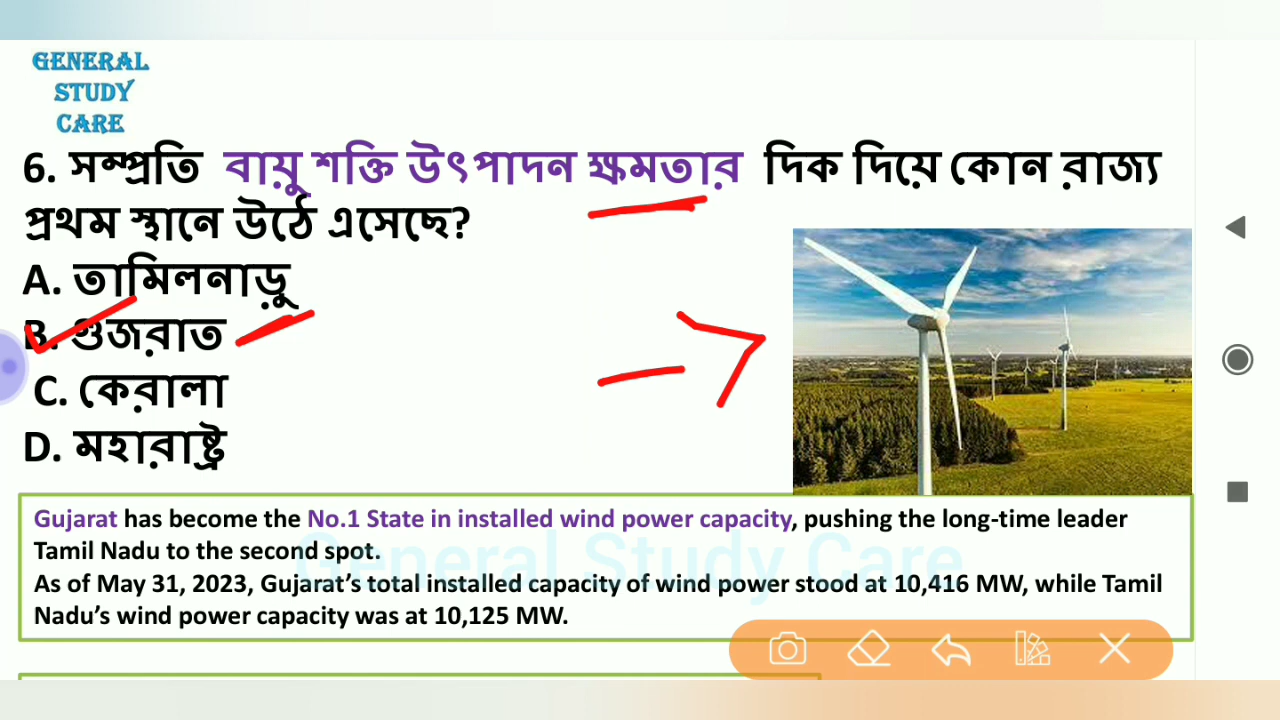 GENERAL
STUDY
CARE
6. সম্প্রতি বায়ু শক্তি উৎপাদন ক্ষমতার দিক দিয়ে কোন রাজ্য
প্রথম স্থানে উঠে এসেছে?
A. তামিলনাড়ু
B. গুজরাত
C. কেরালা
D. মহারাষ্ট্র
Gujarat has become the No.1 State in installed wind power capacity, pushing the long-time leader
Tamil Nadu to the second spot.
General Study Care
As of May 31, 2023, Gujarat’s total installed capacity of wind power stood at 10,416 MW, while Tamil
Nadu’s wind power capacity was at 10,125 MW.